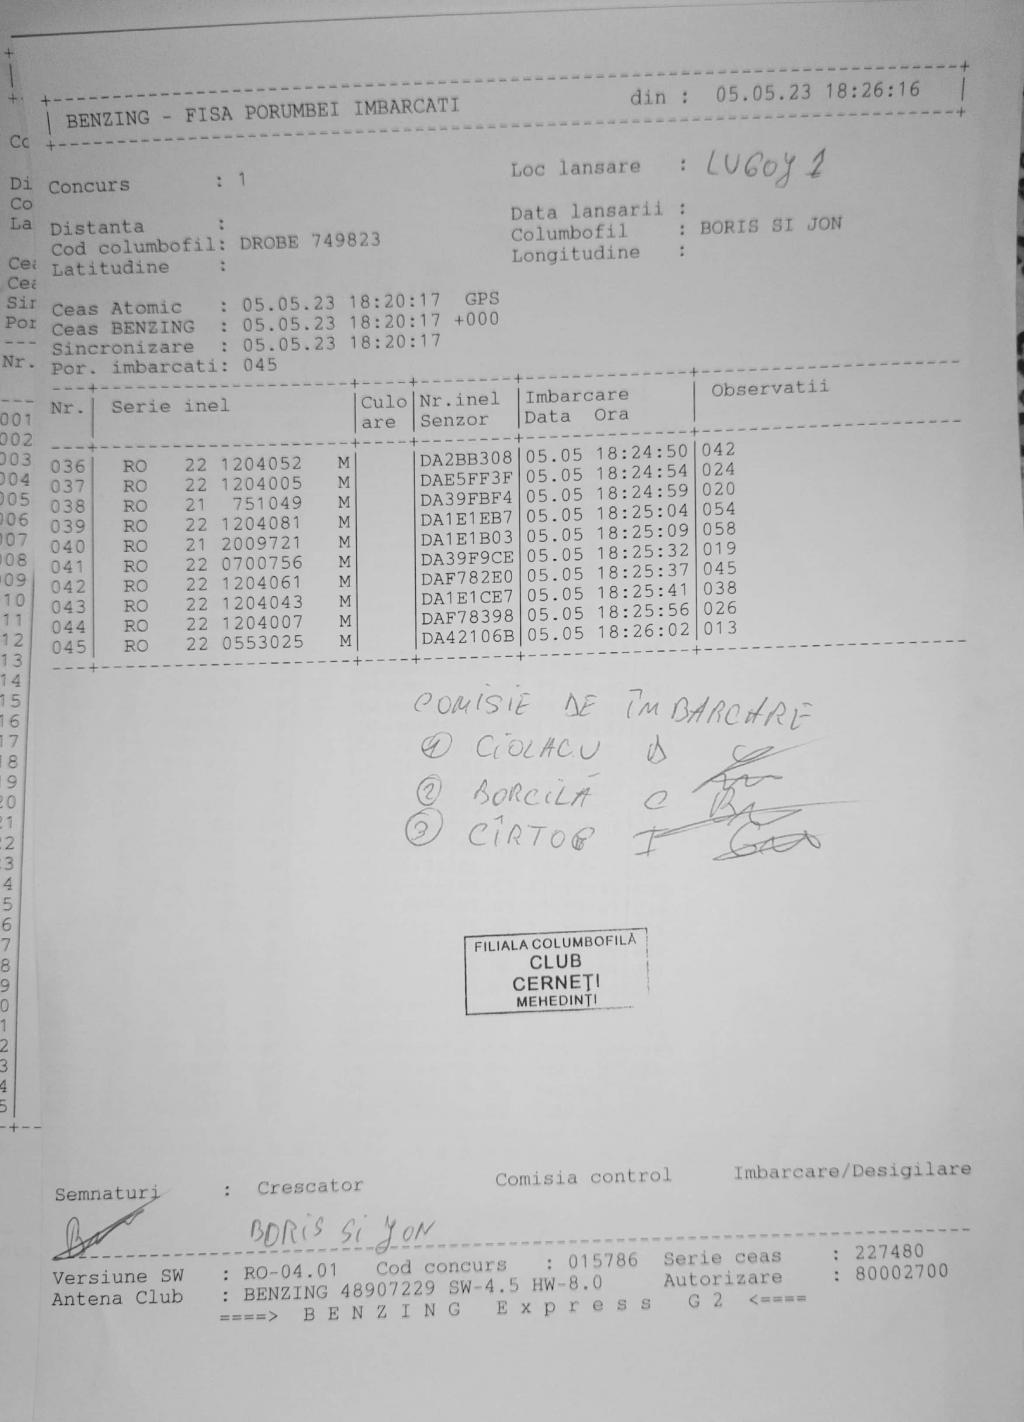 BENZING - FISA PORUMBEI IMBARCATI din : 05.05.23 18:26:16
Concurs : 1 Loc lansare : LUGOJ 1
Distanta : Data lansarii :
Cod columbofil: DROBE 749823 Columbofil : BORIS SI JON
Latitudine : Longitudine :
Ceas Atomic : 05.05.23 18:20:17 GPS
Ceas BENZING : 05.05.23 18:20:17 +000
Sincronizare : 05.05.23 18:20:17
Por. imbarcati: 045
Nr. Serie inel Culo Nr.inel Imbarcare Observatii
are Senzor Data Ora
036 RO 22 1204052 M DA2BB308 05.05 18:24:50 042
037 RO 22 1204005 M DAE5FF3F 05.05 18:24:54 024
038 RO 21 751049 M DA39FBF4 05.05 18:24:59 020
039 RO 22 1204081 M DA1E1EB7 05.05 18:25:04 054
040 RO 21 2009721 M DA1E1B03 05.05 18:25:09 058
041 RO 22 0700756 M DA39F9CE 05.05 18:25:32 019
042 RO 22 1204061 M DAF782E0 05.05 18:25:37 045
043 RO 22 1204043 M DA1E1CE7 05.05 18:25:41 038
044 RO 22 1204007 M DAF78398 05.05 18:25:56 026
045 RO 22 0553025 M DA42106B 05.05 18:26:02 013
COMISIE DE ÎMBARCARE
1 CIOLACU D
2 BORCILĂ C
3 CÎRTOG I
FILIALA COLUMBOFILĂ
CLUB
CERNEȚI
MEHEDINȚI
Semnaturi : Crescator Comisia control Imbarcare/Desigilare
BORIS Si JON
Versiune SW : RO-04.01 Cod concurs : 015786 Serie ceas : 227480
Antena Club : BENZING 48907229 SW-4.5 HW-8.0 Autorizare : 80002700
====> B E N Z I N G E x p r e s s G 2 <====